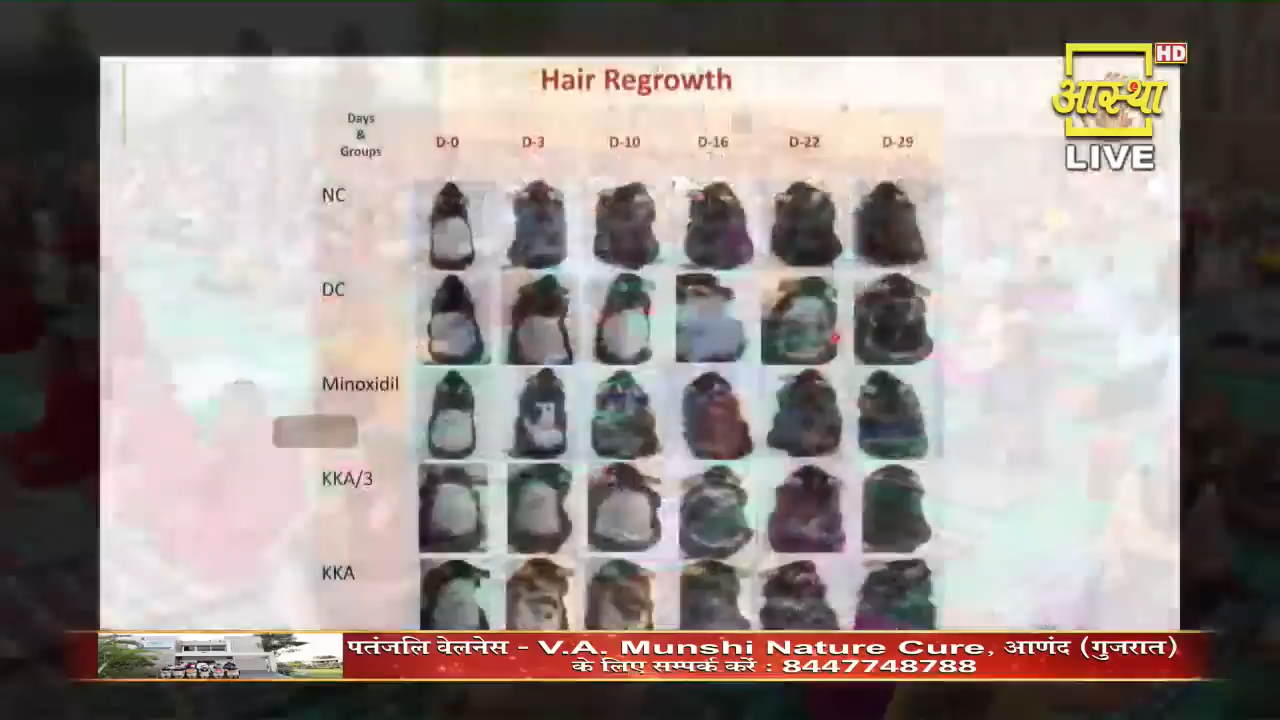 Hair Regrowth
HD
आस्था
LIVE
Days
&
Groups
D-0
D-3
D-10
D-16
D-22
D-29
NC
DC
Minoxidil
KKA/3
KKA
पतंजलि वेलनेस - V.A. Munshi Nature Cure, आणंद (गुजरात)
के लिए सम्पर्क करें : 8447748788